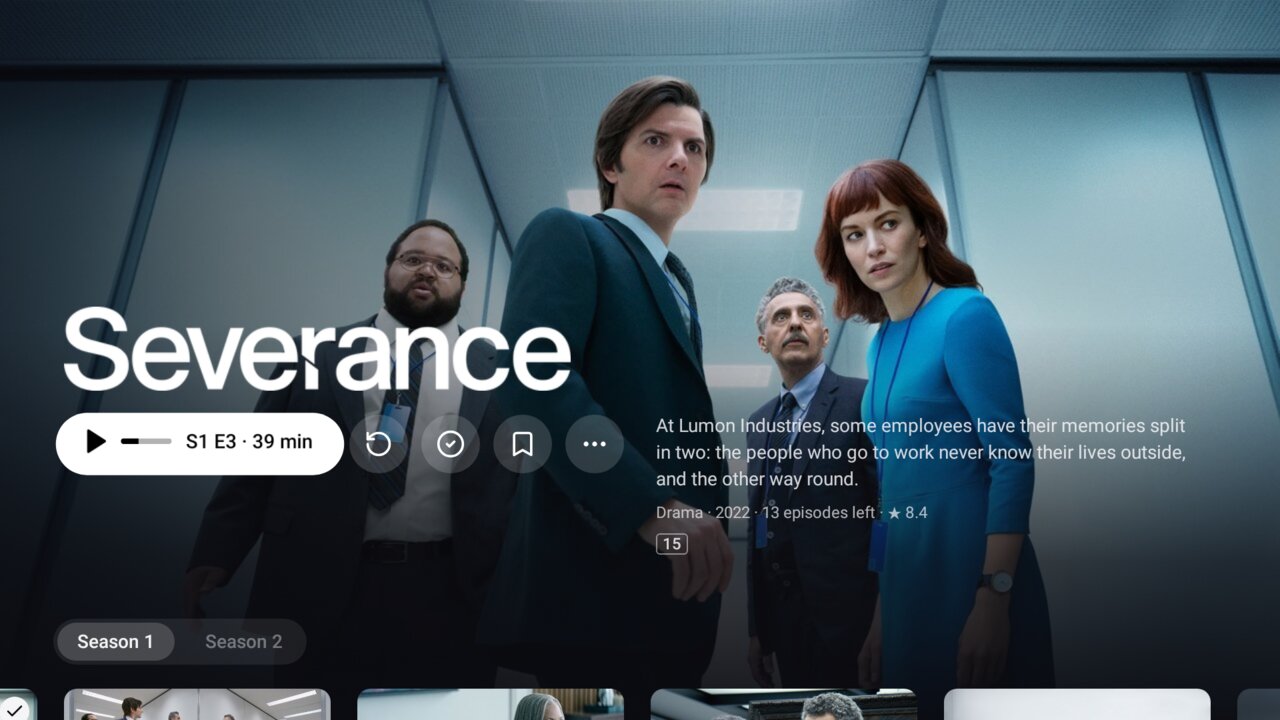 Severance
S1 E3 · 39 min
At Lumon Industries, some employees have their memories split
in two: the people who go to work never know their lives outside,
and the other way round.
Drama · 2022 · 13 episodes left · ★ 8.4
15
Season 1
Season 2